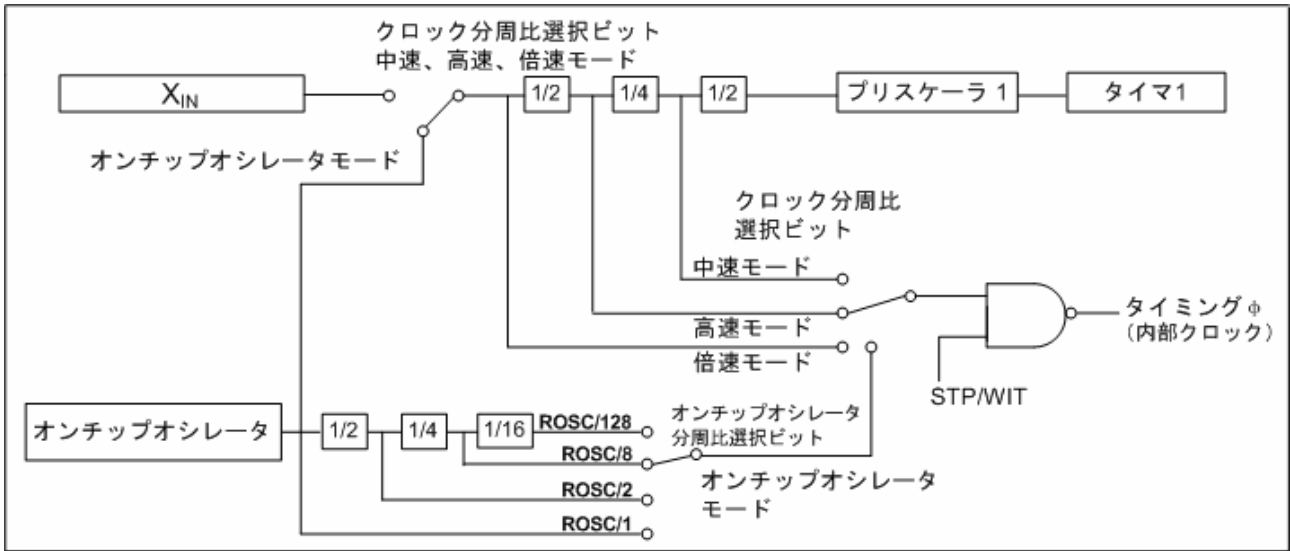 クロック分周比選択ビット
中速、高速、倍速モード
XIN
1/2
1/4
1/2
プリスケーラ 1
タイマ1
オンチップオシレータモード
クロック分周比
選択ビット
中速モード
高速モード
倍速モード
タイミングφ
（内部クロック）
STP/WIT
オンチップオシレータ
1/2
1/4
1/16
ROSC/128
ROSC/8
ROSC/2
ROSC/1
オンチップオシレータ
分周比選択ビット
オンチップオシレータ
モード